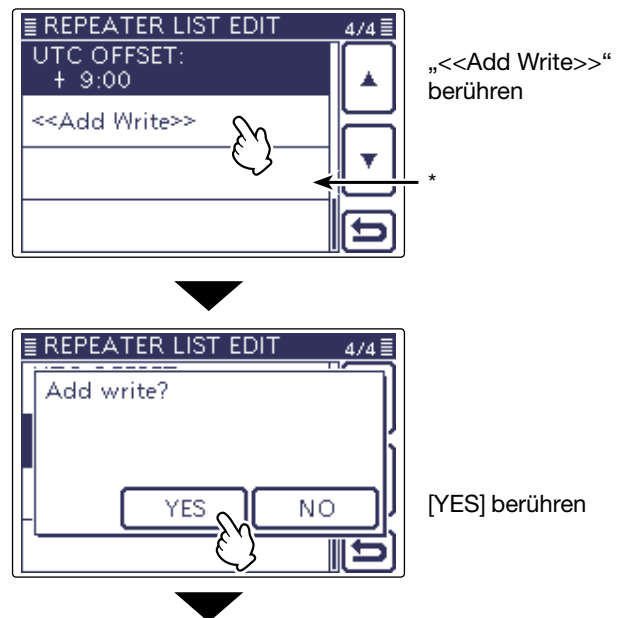 REPEATER LIST EDIT 4/4
UTC OFFSET:
+ 9:00
<<Add Write>>
„<<Add Write>>“
berühren
*
REPEATER LIST EDIT 4/4
Add write?
YES NO
[YES] berühren